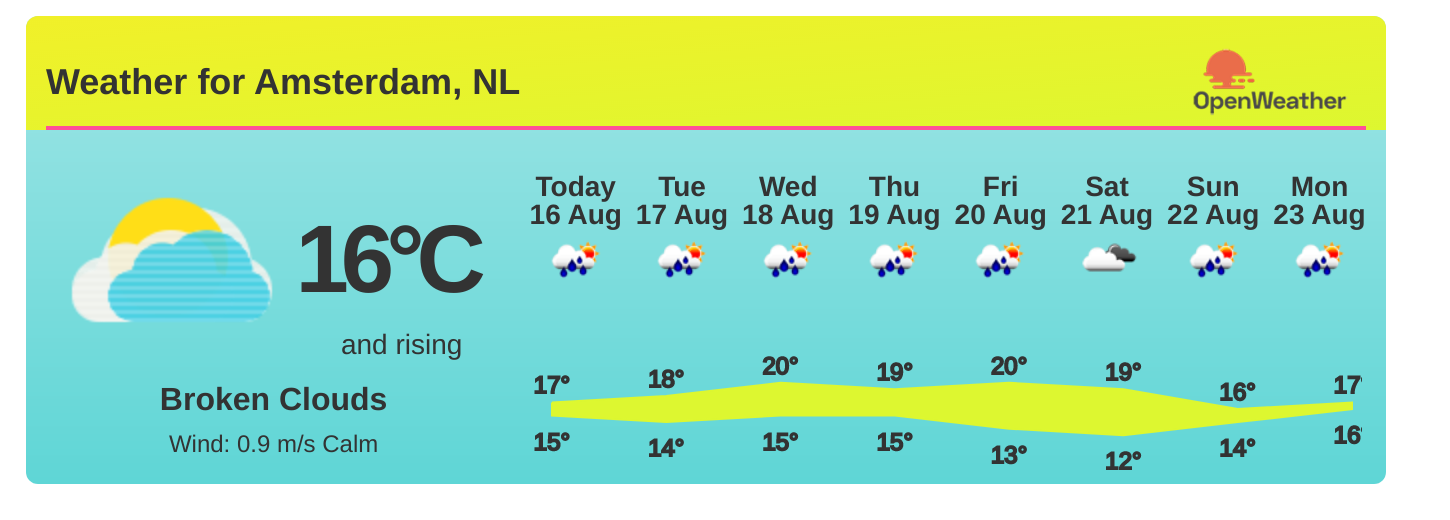 Weather for Amsterdam, NL
OpenWeather
16°C
and rising
Broken Clouds
Wind: 0.9 m/s Calm
Today Tue Wed Thu Fri Sat Sun Mon
16 Aug 17 Aug 18 Aug 19 Aug 20 Aug 21 Aug 22 Aug 23 Aug
17° 18° 20° 19° 20° 19° 16° 17°
15° 14° 15° 15° 13° 12° 14° 16°